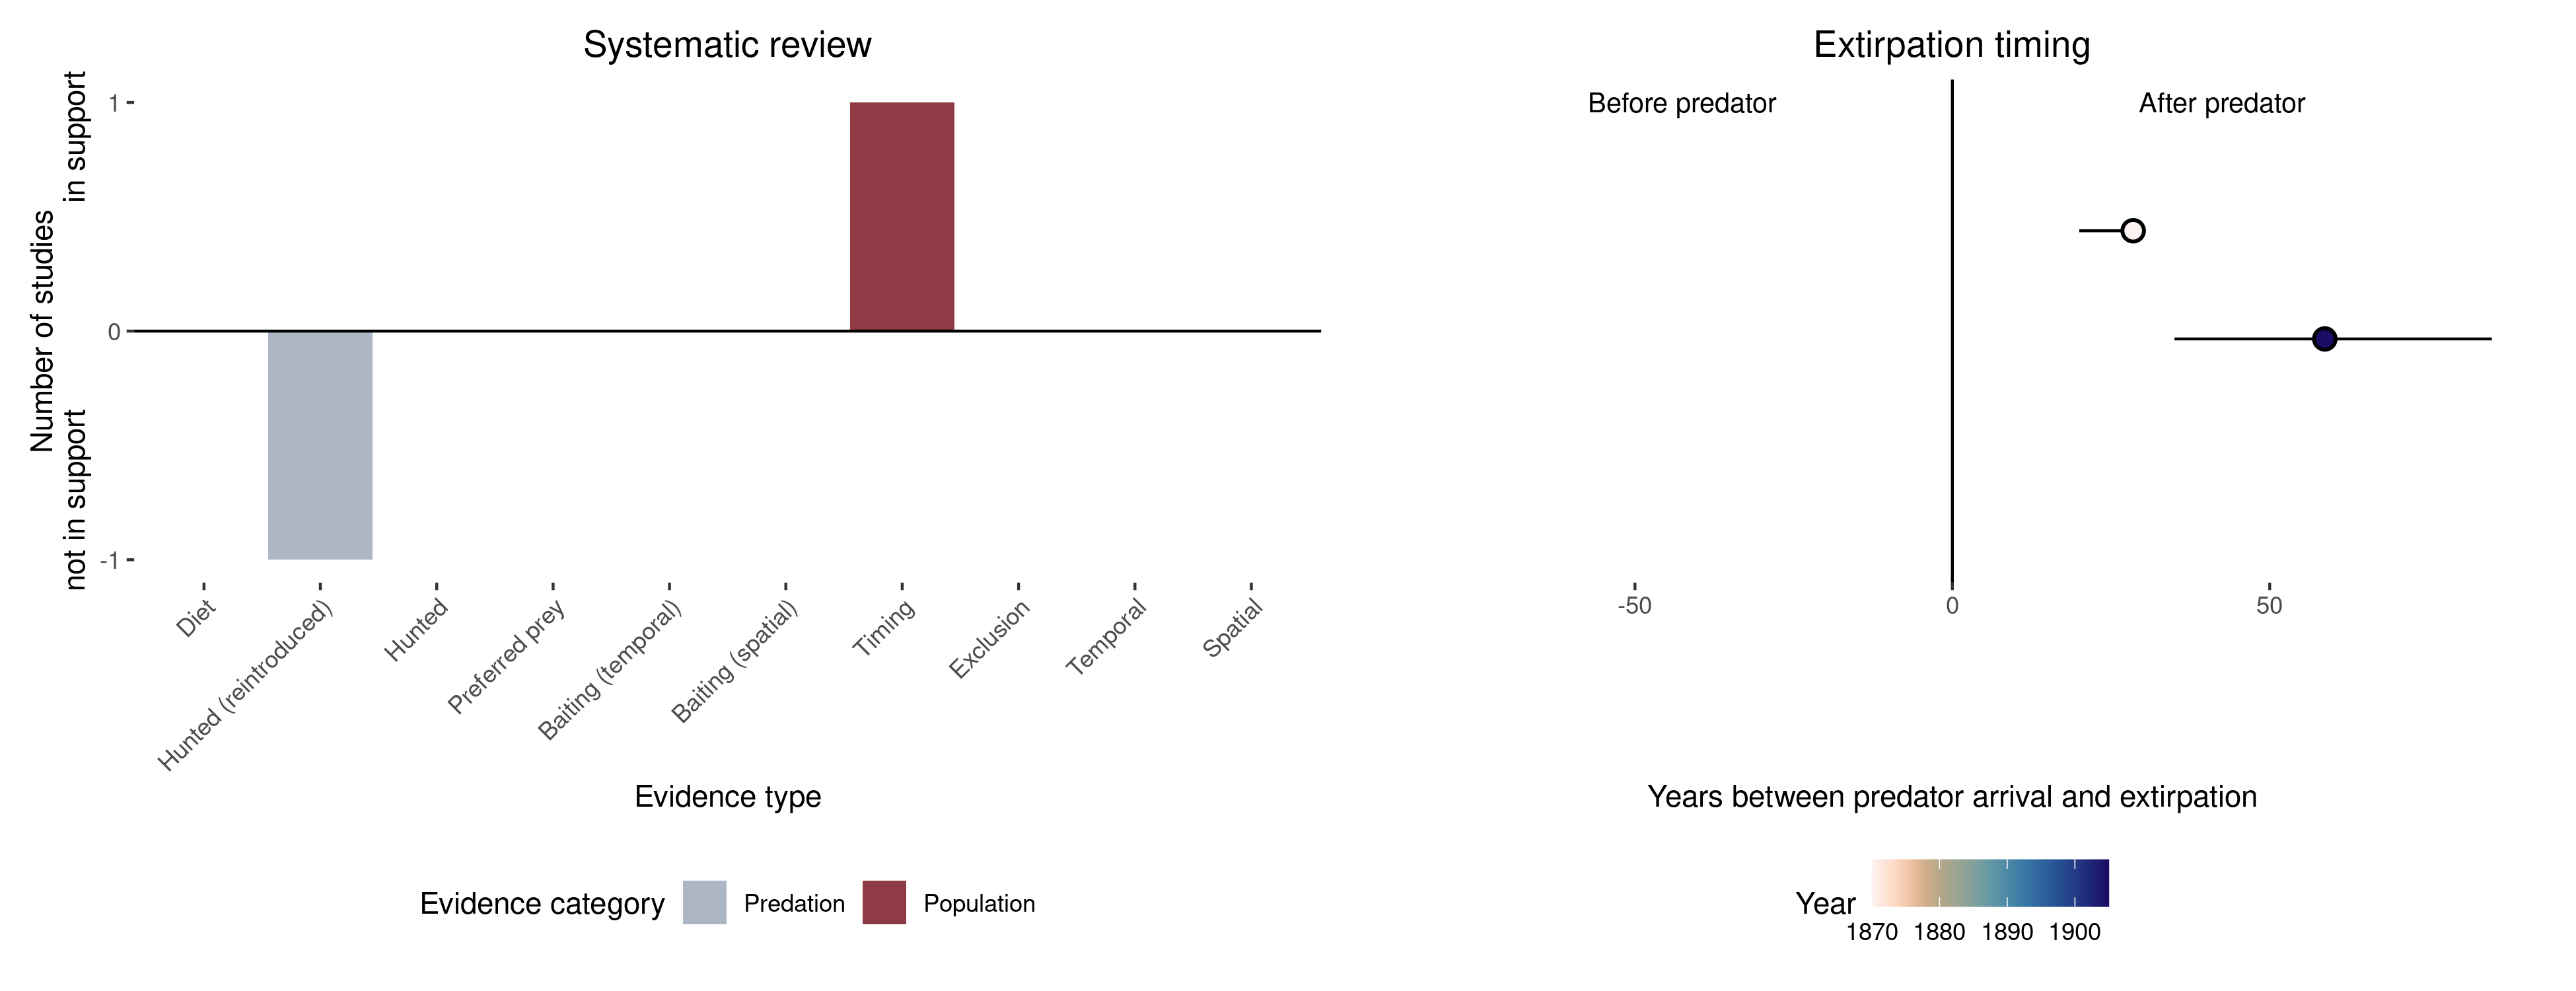 Systematic review
Number of studies
not in support
in support
1
0
-1
Diet
Hunted (reintroduced)
Hunted
Preferred prey
Baiting (temporal)
Baiting (spatial)
Timing
Exclusion
Temporal
Spatial
Evidence type
Evidence category
Predation
Population
Extirpation timing
Before predator
After predator
-50
0
50
Years between predator arrival and extirpation
Year
1870
1880
1890
1900